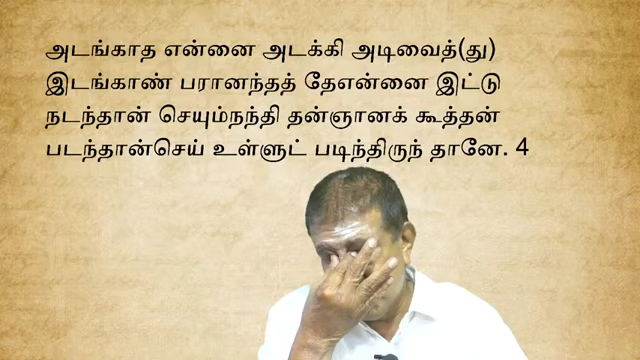 அடங்காத என்னை அடக்கி அடிவைத்(து)
இடங்காண் பரானந்தத் தேஎன்னை இட்டு
நடந்தான் செயும்நந்தி தன்ஞானக் கூத்தன்
படந்தான்செய் உள்ளுட் படிந்திருந் தானே. 4